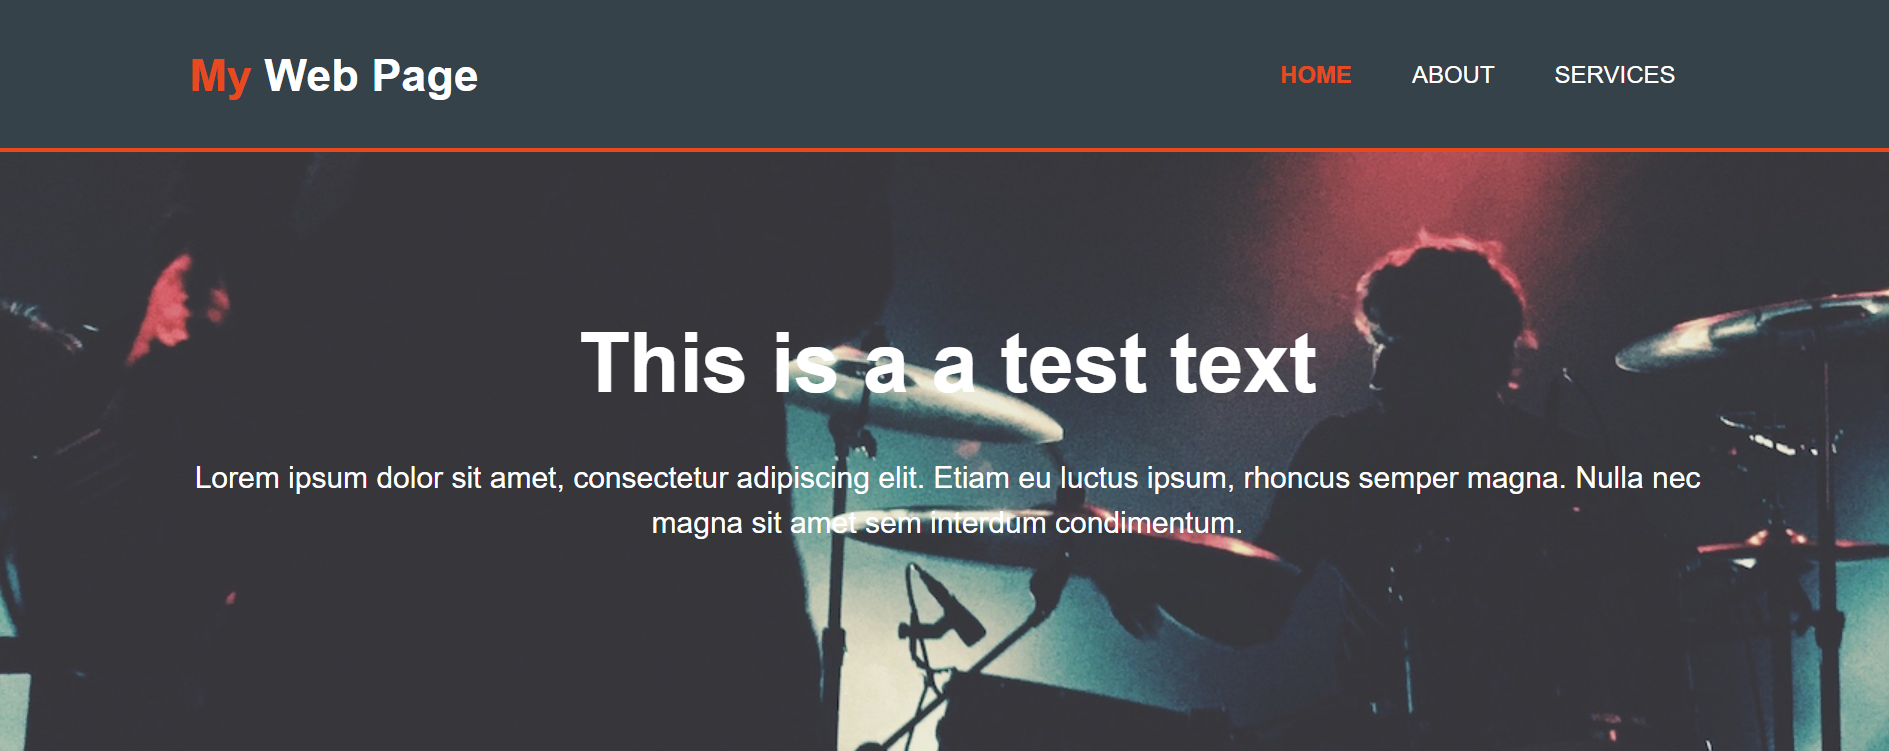 My Web Page
HOME ABOUT SERVICES
This is a a test text
Lorem ipsum dolor sit amet, consectetur adipiscing elit. Etiam eu luctus ipsum, rhoncus semper magna. Nulla nec
magna sit amet sem interdum condimentum.